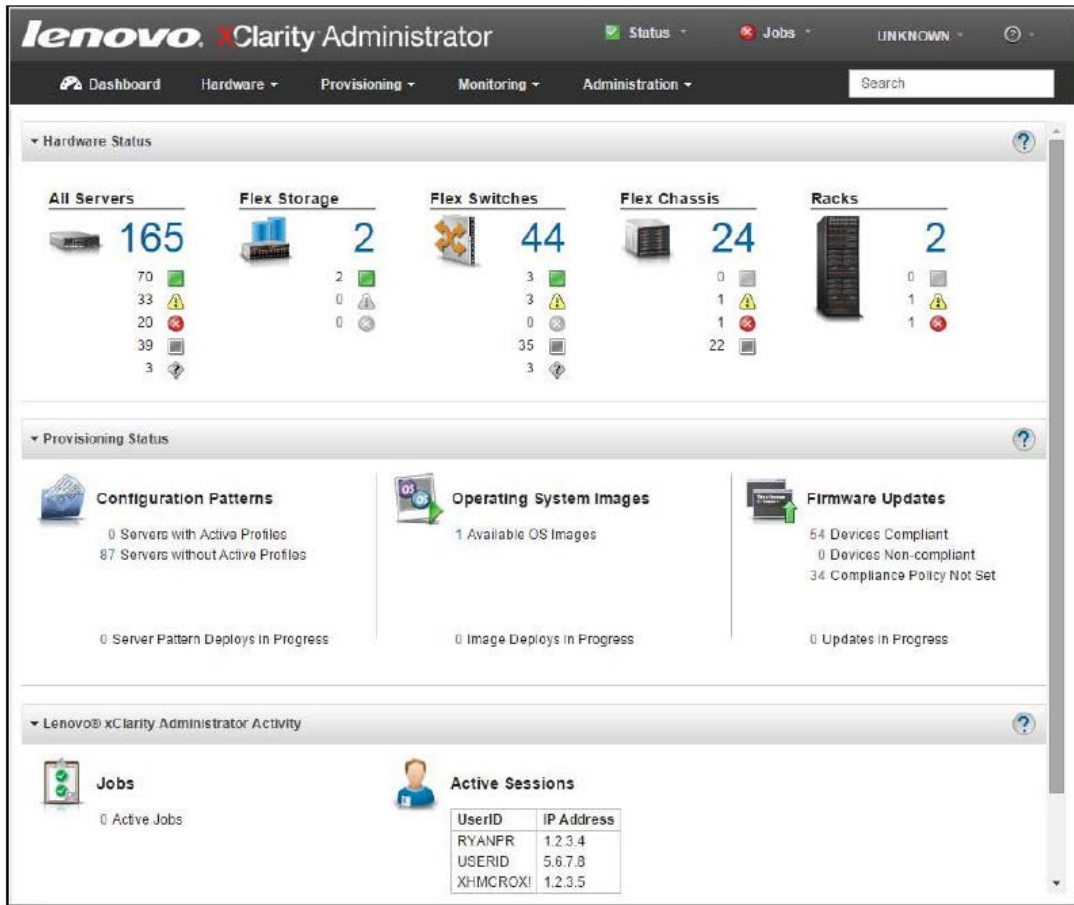 lenovo. XClarity Administrator Status Jobs UNKNOWN ?
Dashboard Hardware Provisioning Monitoring Administration Search
Hardware Status ?
All Servers Flex Storage Flex Switches Flex Chassis Racks
165 2 44 24 2
70 2 3 0 0
33 0 3 1 1
20 0 0 1 1
39 35 22
3 3
Provisioning Status ?
Configuration Patterns Operating System Images Firmware Updates
0 Servers with Active Profiles 1 Available OS Images 54 Devices Compliant
87 Servers without Active Profiles 0 Devices Non-compliant
34 Compliance Policy Not Set
0 Server Pattern Deploys in Progress 0 Image Deploys in Progress 0 Updates in Progress
Lenovo® xClarity Administrator Activity ?
Jobs Active Sessions
0 Active Jobs
UserID IP Address
RYANPR 1.2.3.4
USERID 5.6.7.8
XHMCROX! 1.2.3.5